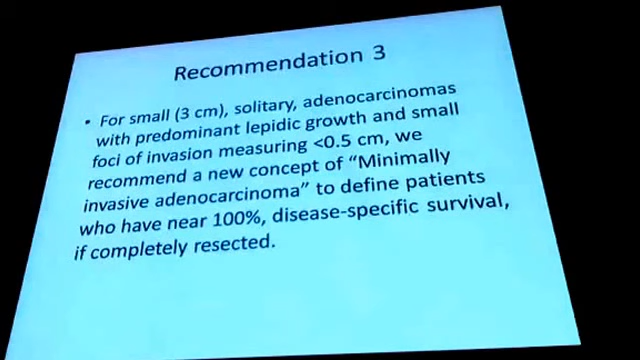 Recommendation 3
• For small (3 cm), solitary, adenocarcinomas
with predominant lepidic growth and small
foci of invasion measuring <0.5 cm, we
recommend a new concept of “Minimally
invasive adenocarcinoma” to define patients
who have near 100%, disease-specific survival,
if completely resected.